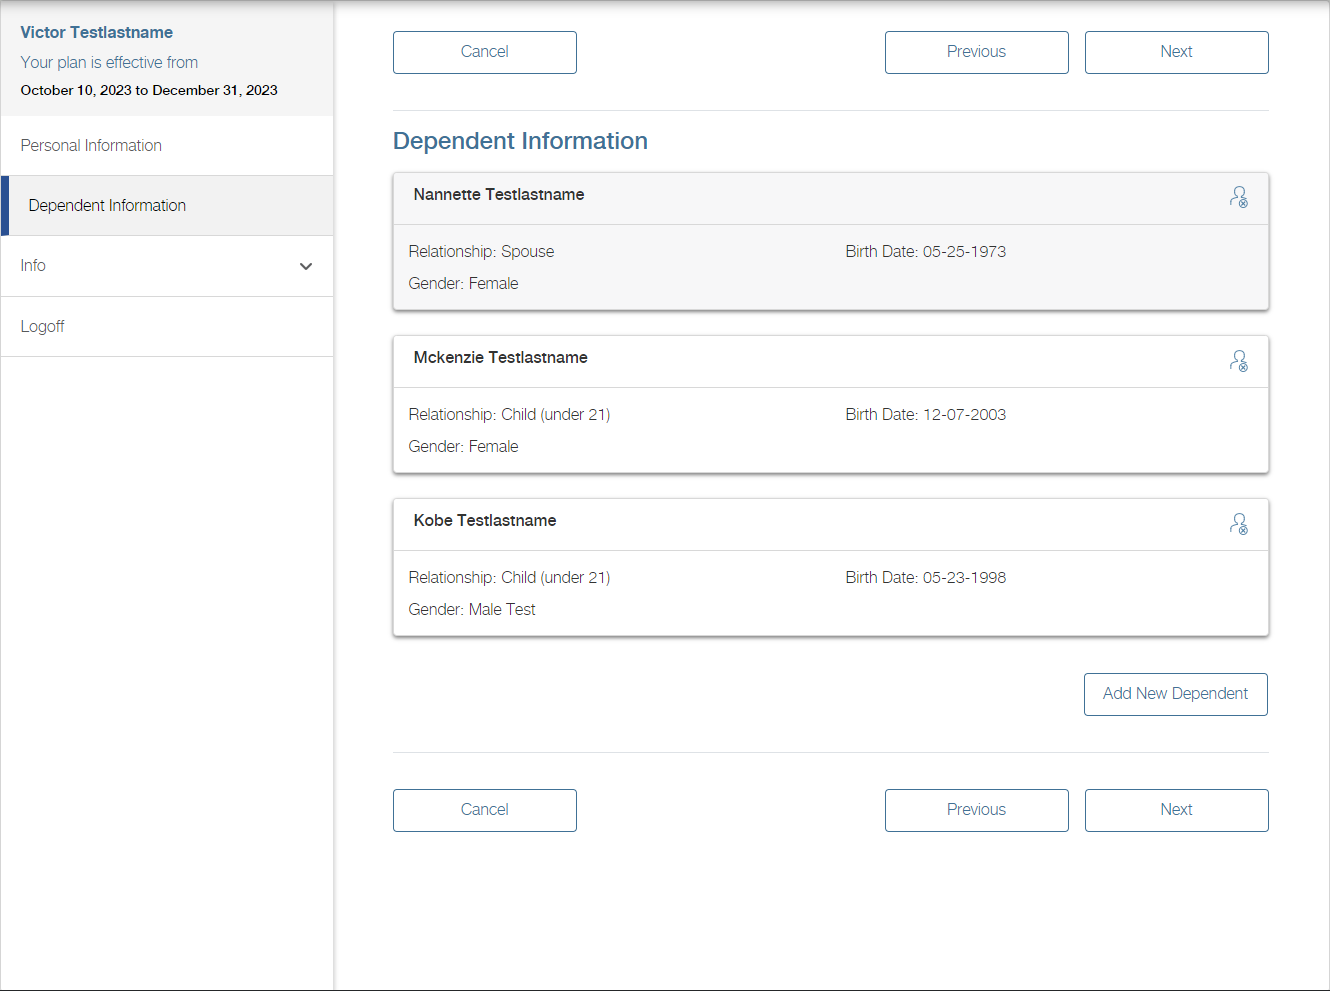 Victor Testlastname
Your plan is effective from
October 10, 2023 to December 31, 2023
Personal Information
Dependent Information
Info
Logoff
Cancel
Previous
Next
Dependent Information
Nannette Testlastname
Relationship: Spouse
Birth Date: 05-25-1973
Gender: Female
Mckenzie Testlastname
Relationship: Child (under 21)
Birth Date: 12-07-2003
Gender: Female
Kobe Testlastname
Relationship: Child (under 21)
Birth Date: 05-23-1998
Gender: Male Test
Add New Dependent
Cancel
Previous
Next